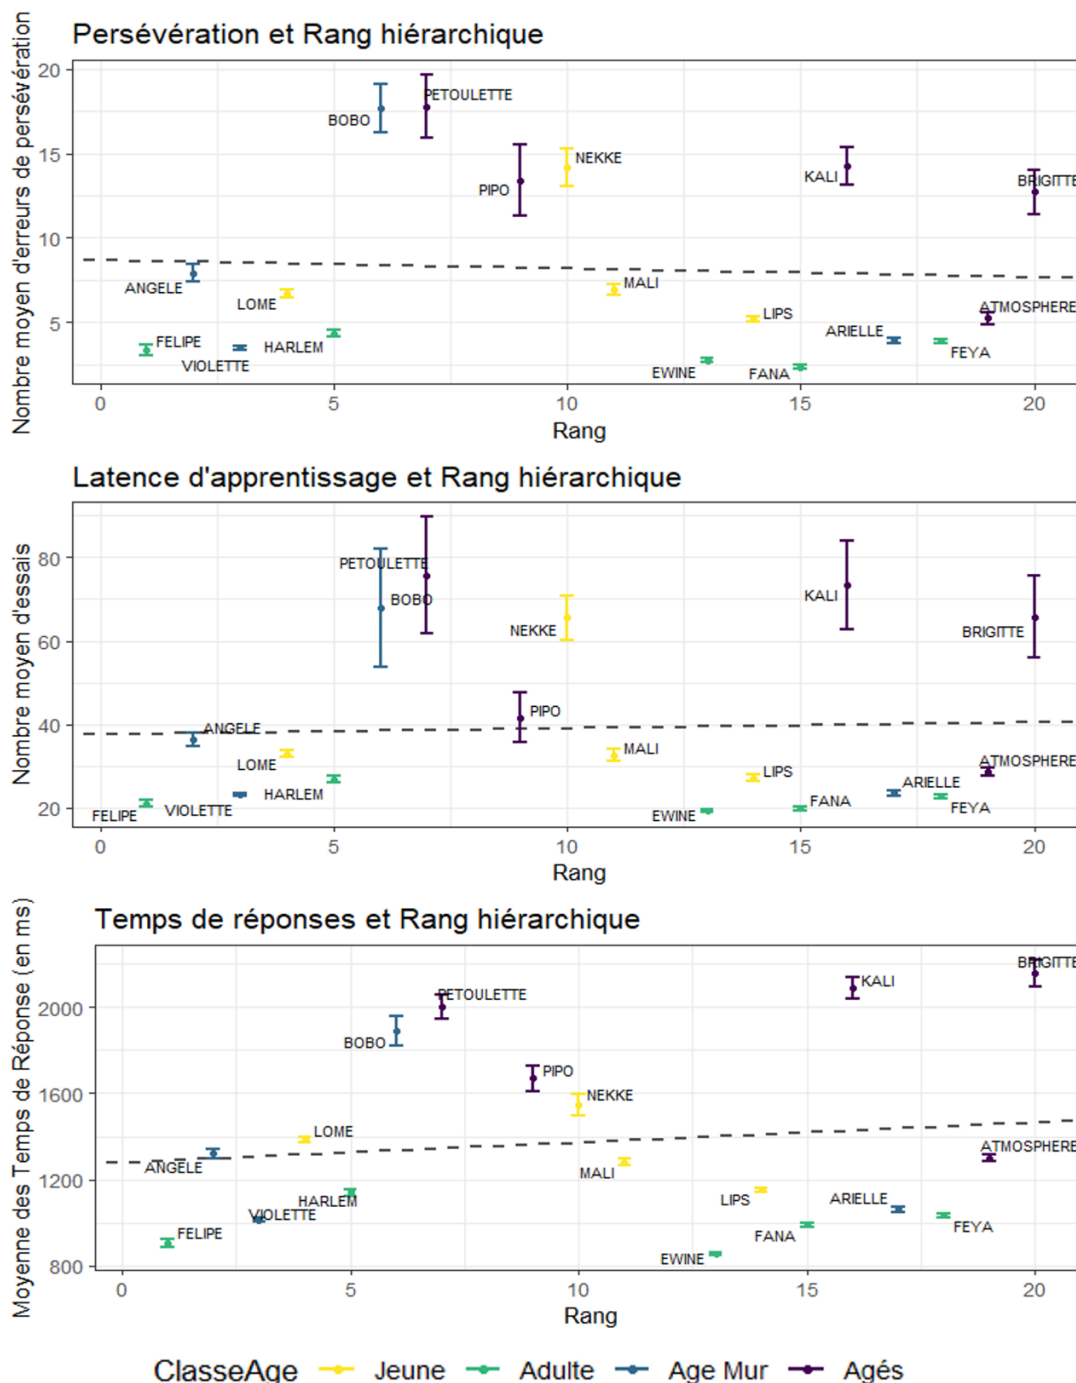 Persévération et Rang hiérarchique
Nombre moyen d'erreurs de persévération
20
15
10
5
PETOULETTE
BOBO
NEKKE
PIPO
KALI
BRIGITTE
ANGELE
LOME
MALI
LIPS
ATMOSPHERE
FELIPE
VIOLETTE
HARLEM
ARIELLE
FEYA
EWINE
FANA
0 5 10 15 20
Rang
Latence d'apprentissage et Rang hiérarchique
Nombre moyen d'essais
80
60
40
20
PETOULETTE
BOBO
NEKKE
KALI
BRIGITTE
PIPO
ANGELE
LOME
MALI
LIPS
ATMOSPHERE
HARLEM
ARIELLE
FELIPE
VIOLETTE
EWINE
FANA
FEYA
0 5 10 15 20
Rang
Temps de réponses et Rang hiérarchique
Moyenne des Temps de Réponse (en ms)
2000
1600
1200
800
BRIGITTE
KALI
PETOULETTE
BOBO
PIPO
NEKKE
LOME
ANGELE
MALI
ATMOSPHERE
HARLEM
LIPS
ARIELLE
VIOLETTE
FELIPE
FANA
FEYA
EWINE
0 5 10 15 20
Rang
ClasseAge Jeune Adulte Age Mur Agés